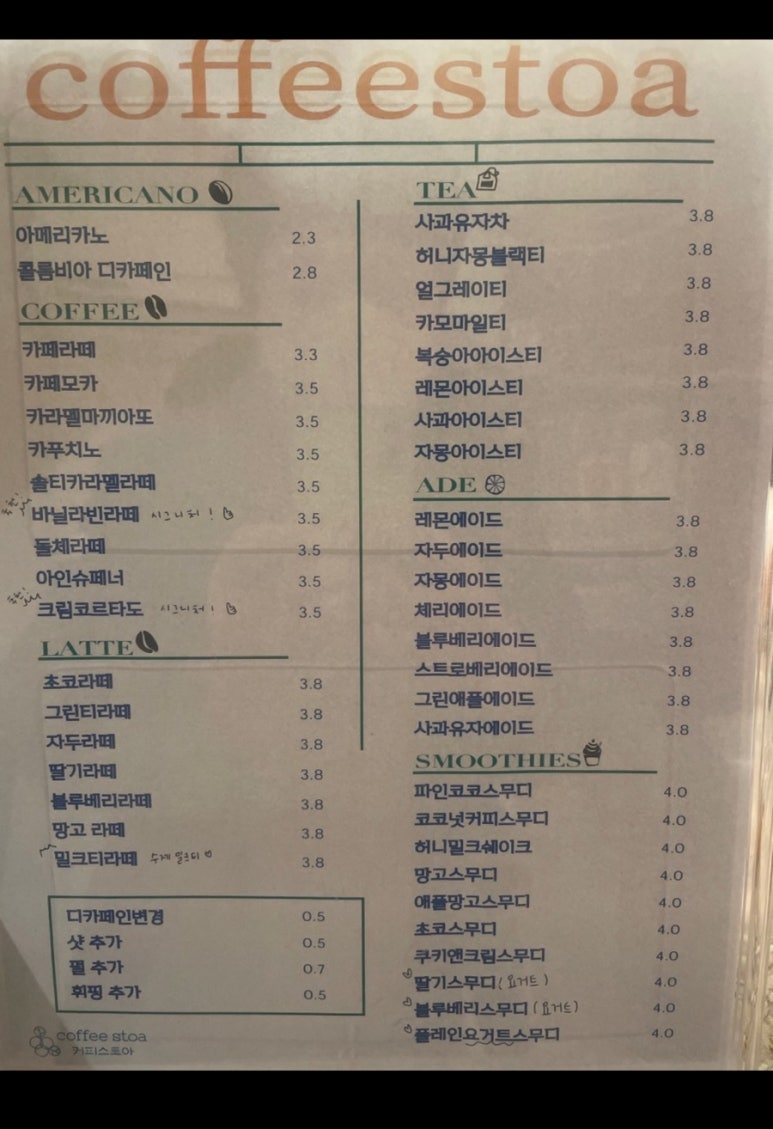 coffeestoa
AMERICANO
아메리카노 2.3
콜롬비아 디카페인 2.8
COFFEE
카페라떼 3.3
카페모카 3.5
카라멜마끼아또 3.5
카푸치노 3.5
솔티카라멜라떼 3.5
바닐라빈라떼 시그니처! 3.5
돌체라떼 3.5
아인슈페너 3.5
크림코르타도 시그니처! 3.5
LATTE
초코라떼 3.8
그린티라떼 3.8
자두라떼 3.8
딸기라떼 3.8
블루베리라떼 3.8
망고 라떼 3.8
밀크티라떼 수제 밀크티 3.8
디카페인변경 0.5
샷 추가 0.5
펄 추가 0.7
휘핑 추가 0.5
coffee stoa
커피스토아
TEA
사과유자차 3.8
허니자몽블랙티 3.8
얼그레이티 3.8
카모마일티 3.8
복숭아아이스티 3.8
레몬아이스티 3.8
사과아이스티 3.8
자몽아이스티 3.8
ADE
레몬에이드 3.8
자두에이드 3.8
자몽에이드 3.8
체리에이드 3.8
블루베리에이드 3.8
스트로베리에이드 3.8
그린애플에이드 3.8
사과유자에이드 3.8
SMOOTHIES
파인코코스무디 4.0
코코넛커피스무디 4.0
허니밀크쉐이크 4.0
망고스무디 4.0
애플망고스무디 4.0
초코스무디 4.0
쿠키앤크림스무디 4.0
딸기스무디 (요거트) 4.0
블루베리스무디 (요거트) 4.0
플레인요거트스무디 4.0